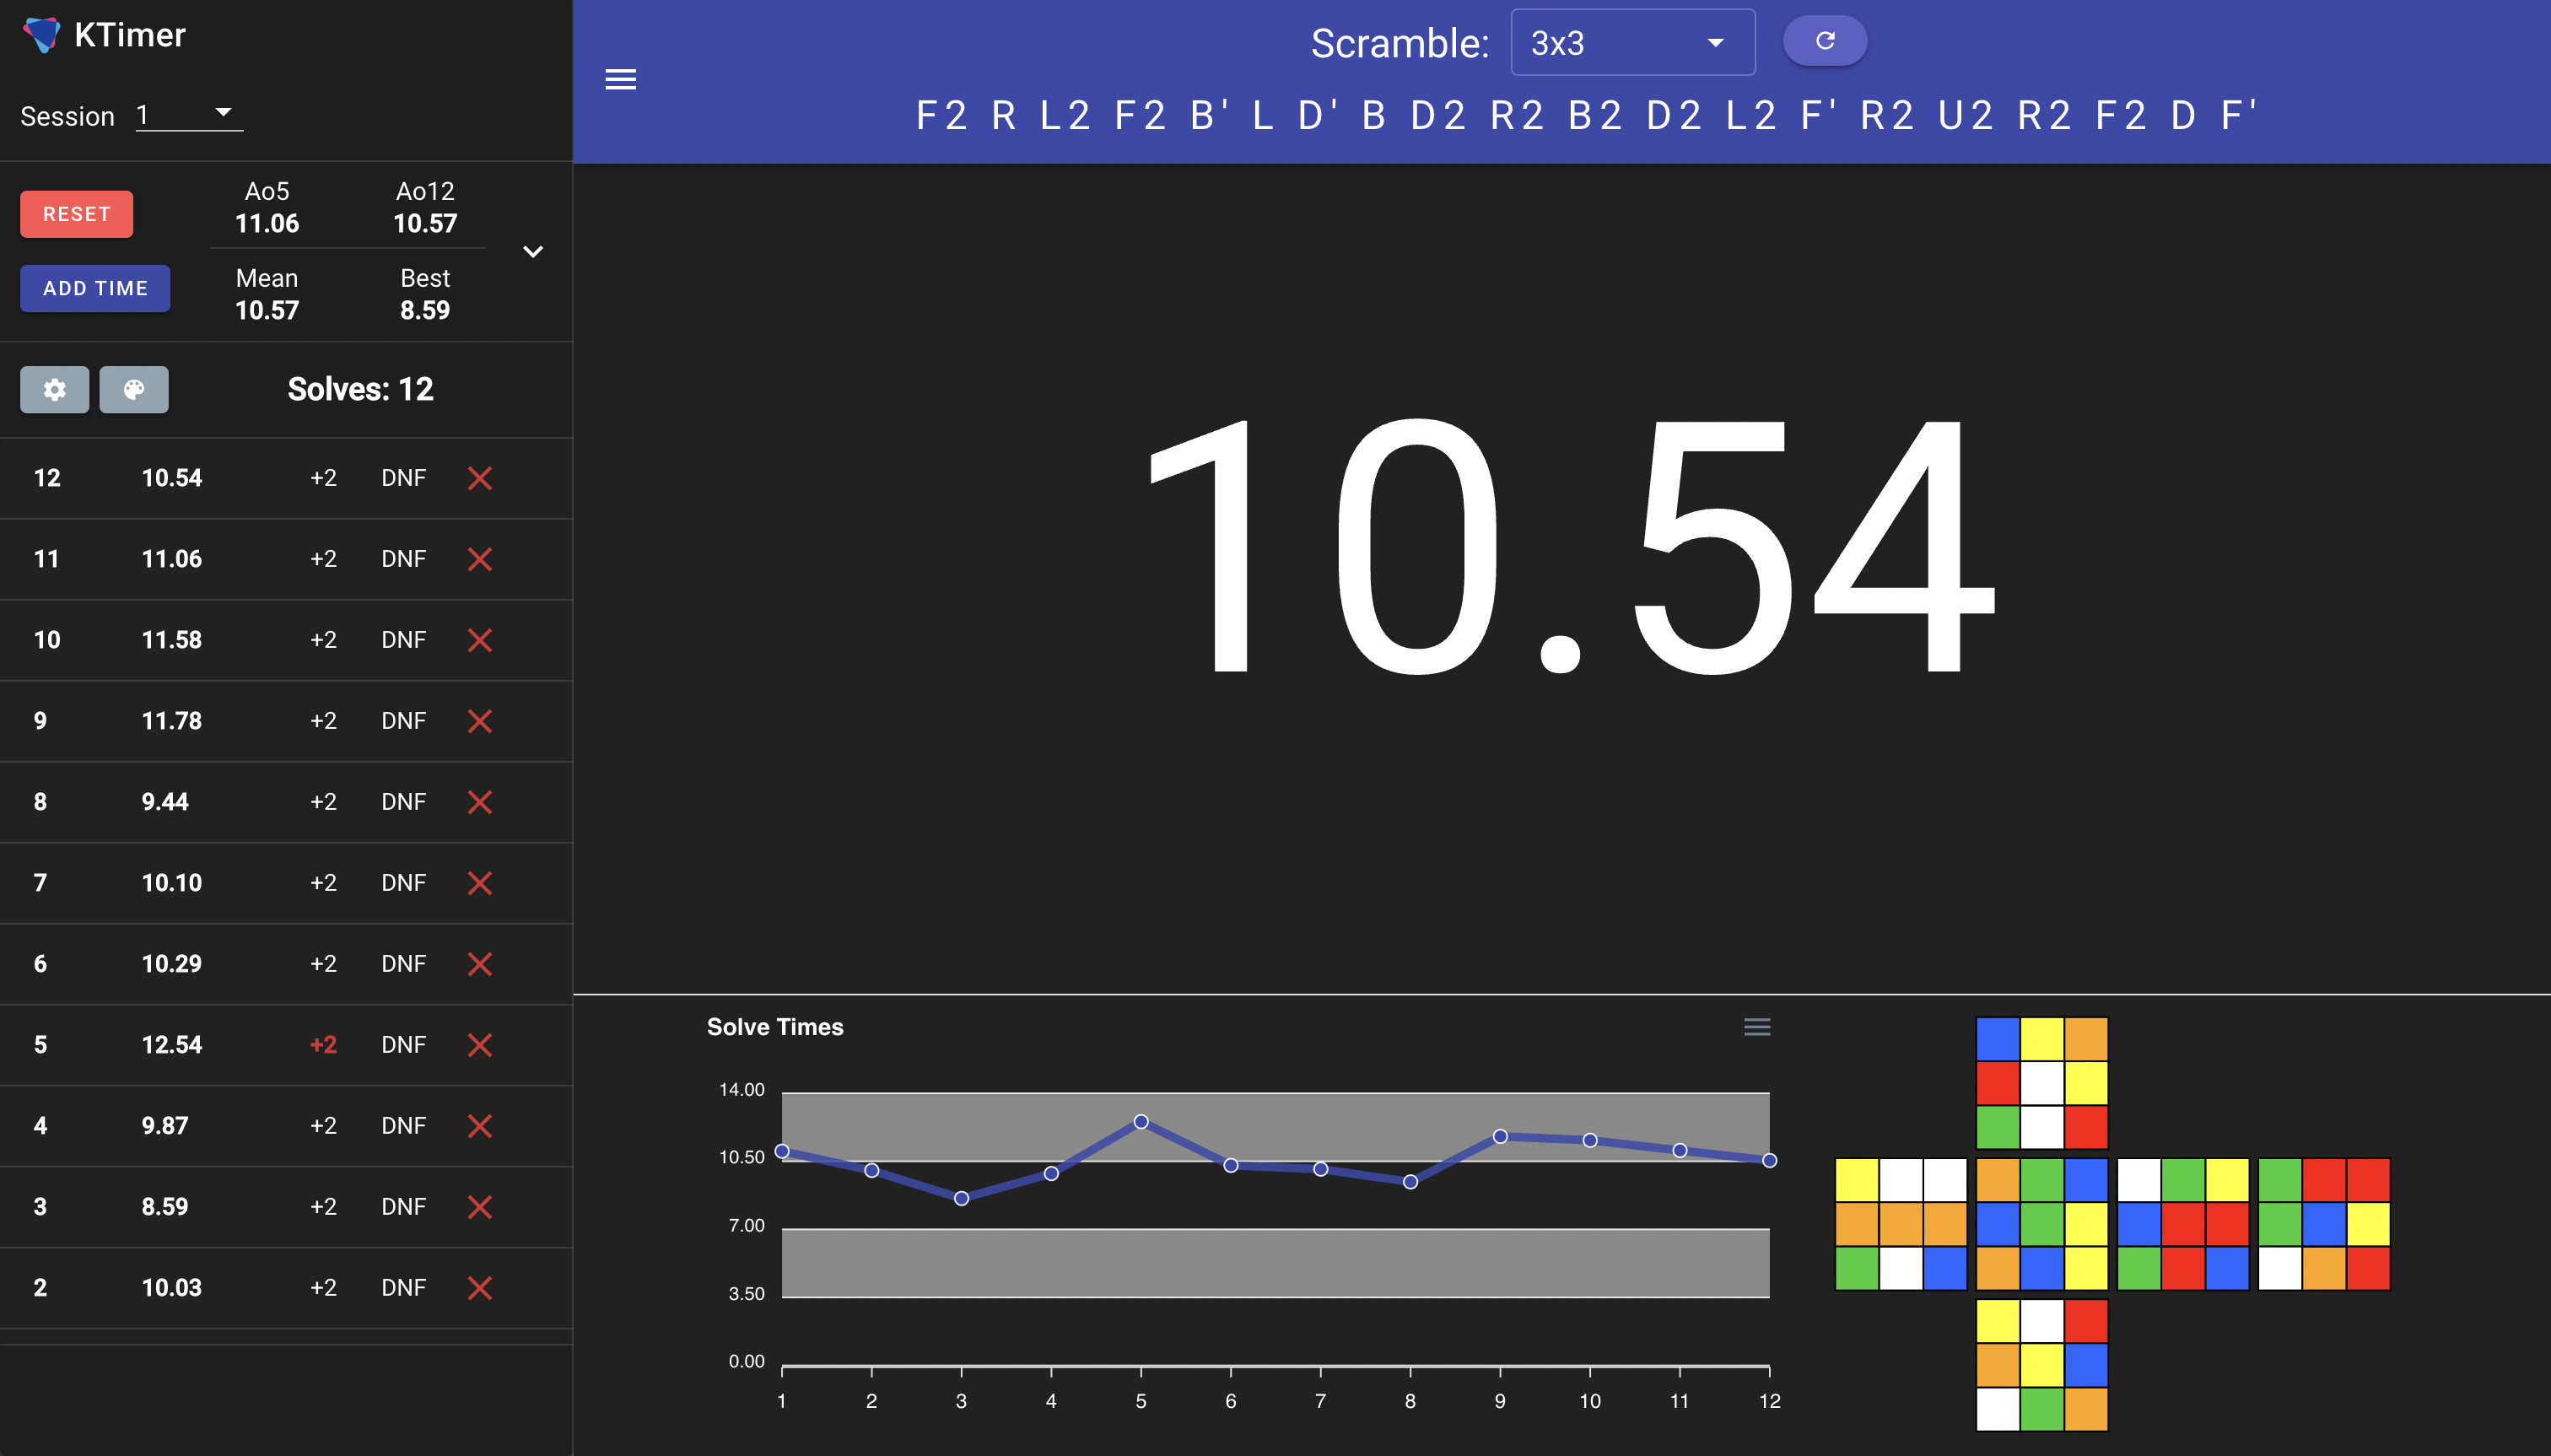 KTimer
Session 1
RESET
ADD TIME
Ao5 Ao12
11.06 10.57
Mean Best
10.57 8.59
Solves: 12
12 10.54 +2 DNF
11 11.06 +2 DNF
10 11.58 +2 DNF
9 11.78 +2 DNF
8 9.44 +2 DNF
7 10.10 +2 DNF
6 10.29 +2 DNF
5 12.54 +2 DNF
4 9.87 +2 DNF
3 8.59 +2 DNF
2 10.03 +2 DNF
Scramble: 3x3
F2 R L2 F2 B' L D' B D2 R2 B2 D2 L2 F' R2 U2 R2 F2 D F'
10.54
Solve Times
14.00
10.50
7.00
3.50
0.00
1 2 3 4 5 6 7 8 9 10 11 12